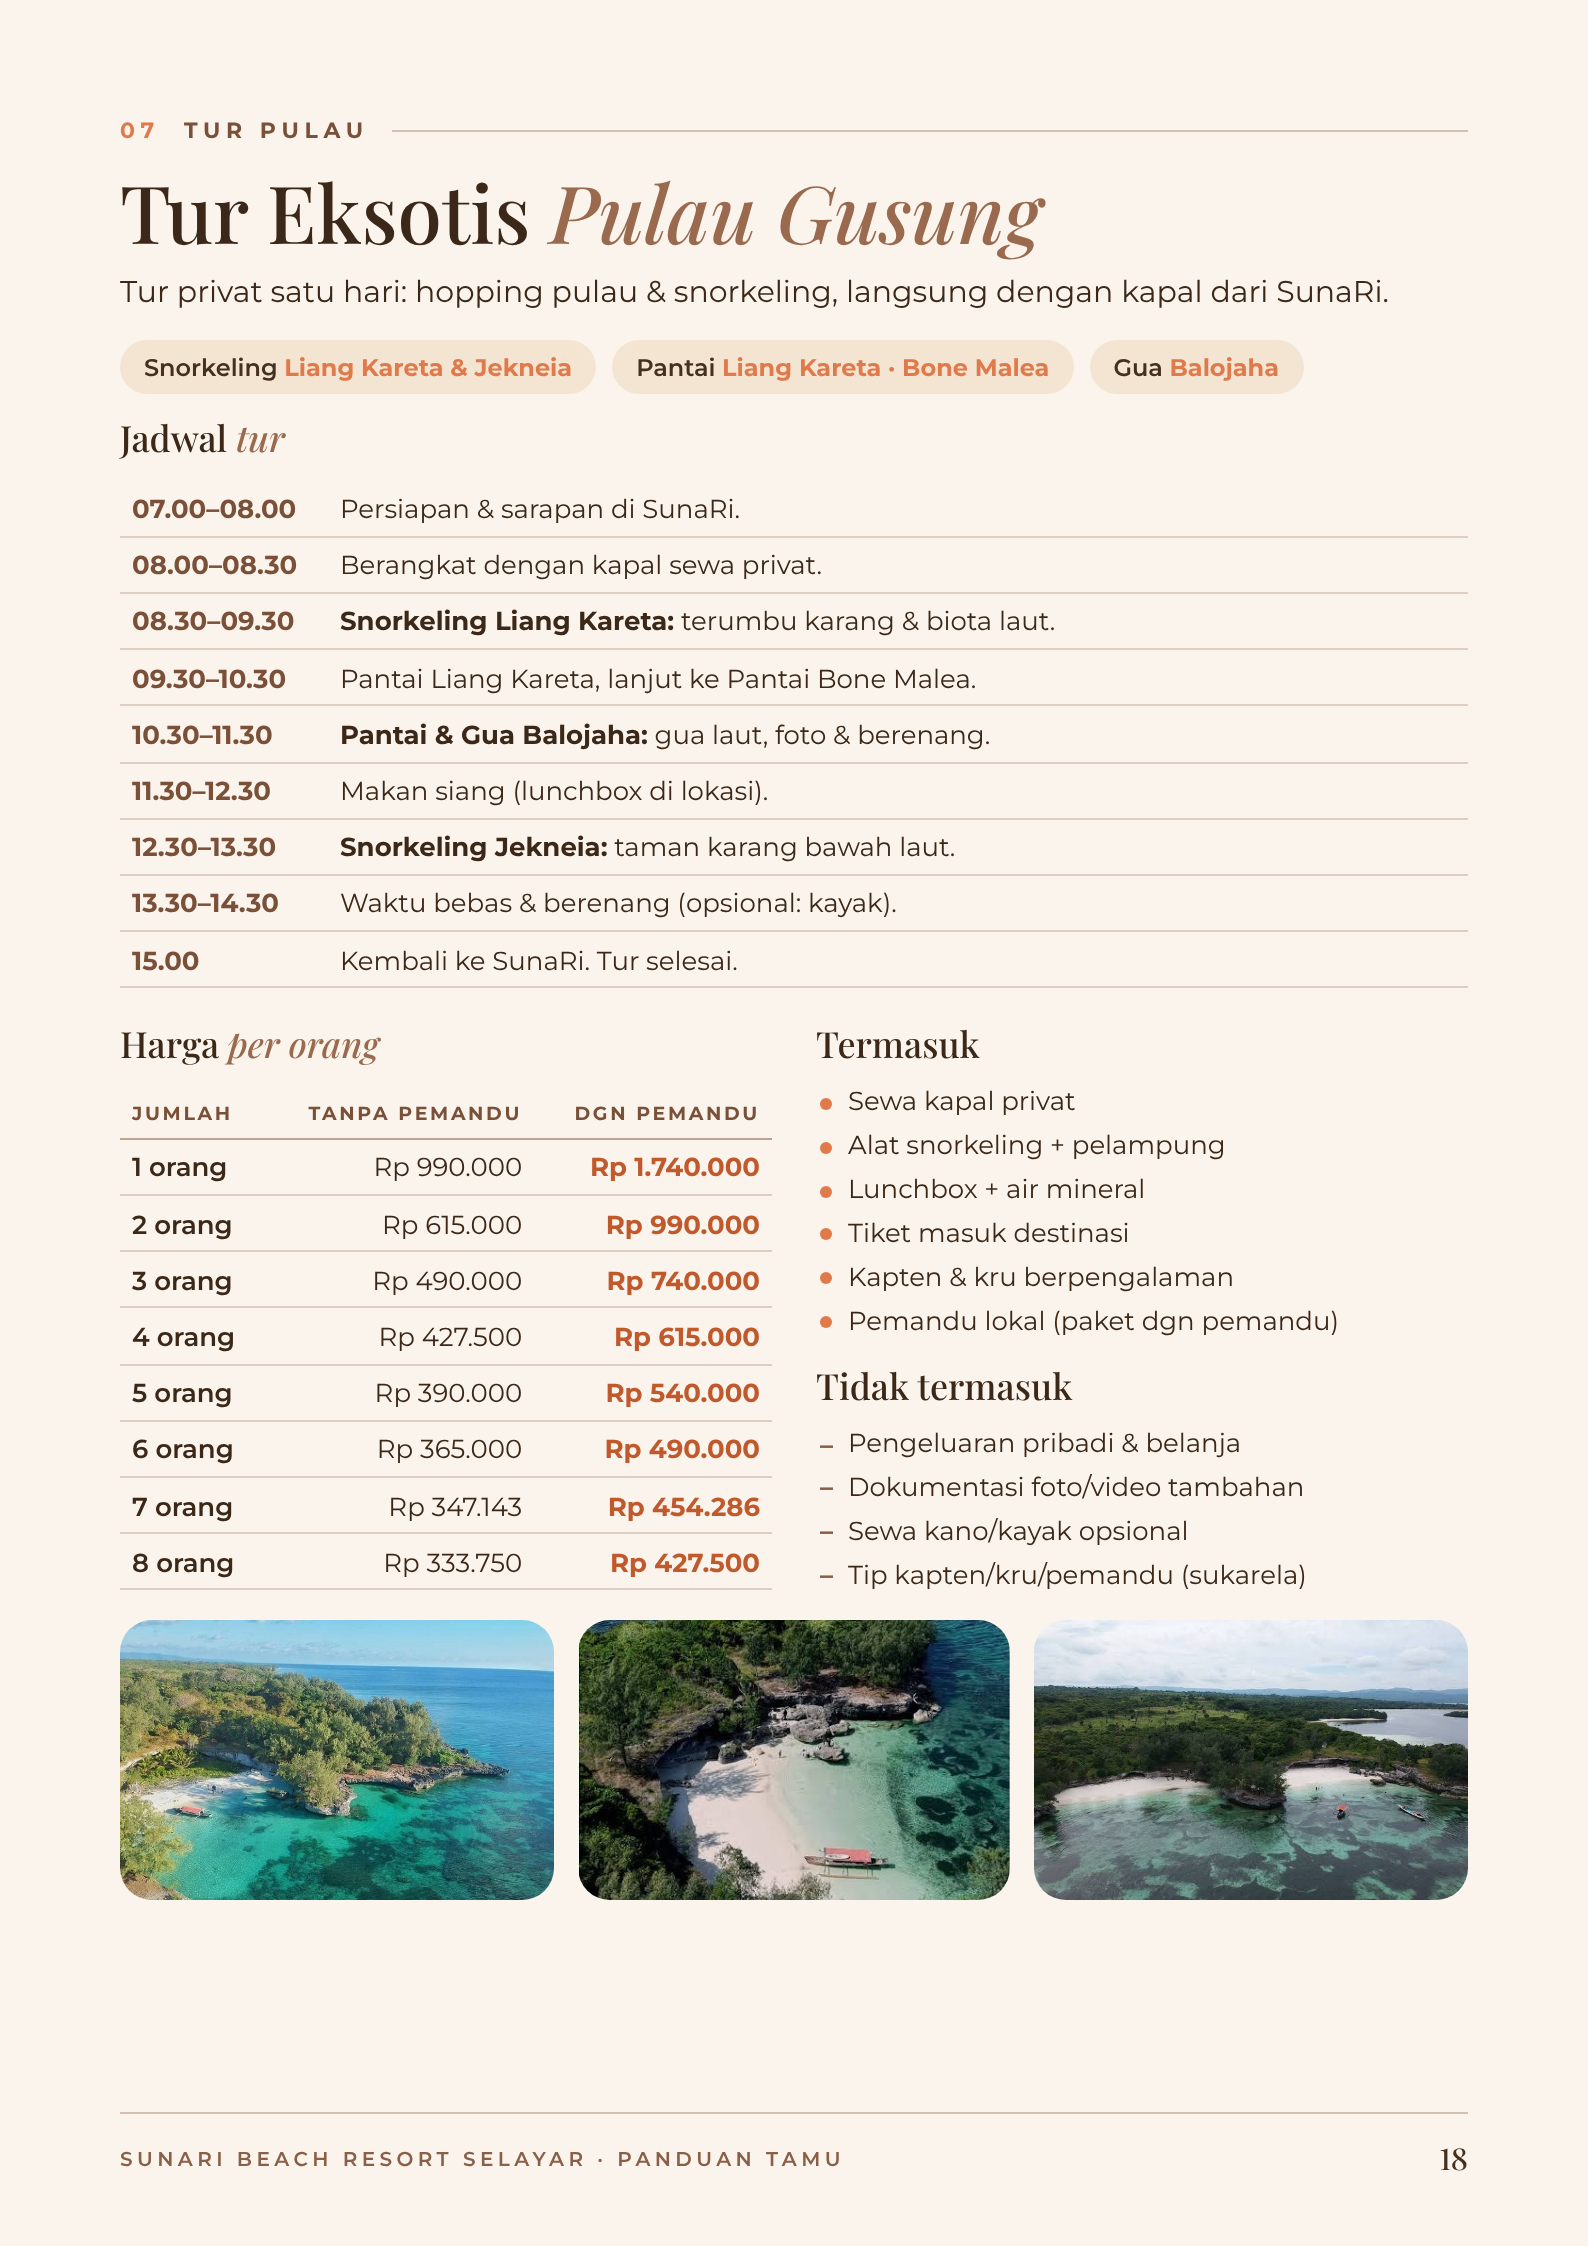 07 TUR PULAU
Tur Eksotis Pulau Gusung
Tur privat satu hari: hopping pulau & snorkeling, langsung dengan kapal dari SunaRi.
Snorkeling Liang Kareta & Jekneia
Pantai Liang Kareta · Bone Malea
Gua Balojaha
Jadwal tur
07.00–08.00 Persiapan & sarapan di SunaRi.
08.00–08.30 Berangkat dengan kapal sewa privat.
08.30–09.30 Snorkeling Liang Kareta: terumbu karang & biota laut.
09.30–10.30 Pantai Liang Kareta, lanjut ke Pantai Bone Malea.
10.30–11.30 Pantai & Gua Balojaha: gua laut, foto & berenang.
11.30–12.30 Makan siang (lunchbox di lokasi).
12.30–13.30 Snorkeling Jekneia: taman karang bawah laut.
13.30–14.30 Waktu bebas & berenang (opsional: kayak).
15.00 Kembali ke SunaRi. Tur selesai.
Harga per orang
JUMLAH TANPA PEMANDU DGN PEMANDU
1 orang Rp 990.000 Rp 1.740.000
2 orang Rp 615.000 Rp 990.000
3 orang Rp 490.000 Rp 740.000
4 orang Rp 427.500 Rp 615.000
5 orang Rp 390.000 Rp 540.000
6 orang Rp 365.000 Rp 490.000
7 orang Rp 347.143 Rp 454.286
8 orang Rp 333.750 Rp 427.500
Termasuk
Sewa kapal privat
Alat snorkeling + pelampung
Lunchbox + air mineral
Tiket masuk destinasi
Kapten & kru berpengalaman
Pemandu lokal (paket dgn pemandu)
Tidak termasuk
– Pengeluaran pribadi & belanja
– Dokumentasi foto/video tambahan
– Sewa kano/kayak opsional
– Tip kapten/kru/pemandu (sukarela)
SUNARI BEACH RESORT SELAYAR · PANDUAN TAMU
18